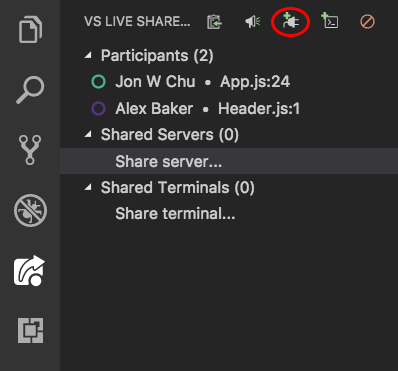 VS LIVE SHARE...
Participants (2)
Jon W Chu • App.js:24
Alex Baker • Header.js:1
Shared Servers (0)
Share server...
Shared Terminals (0)
Share terminal...